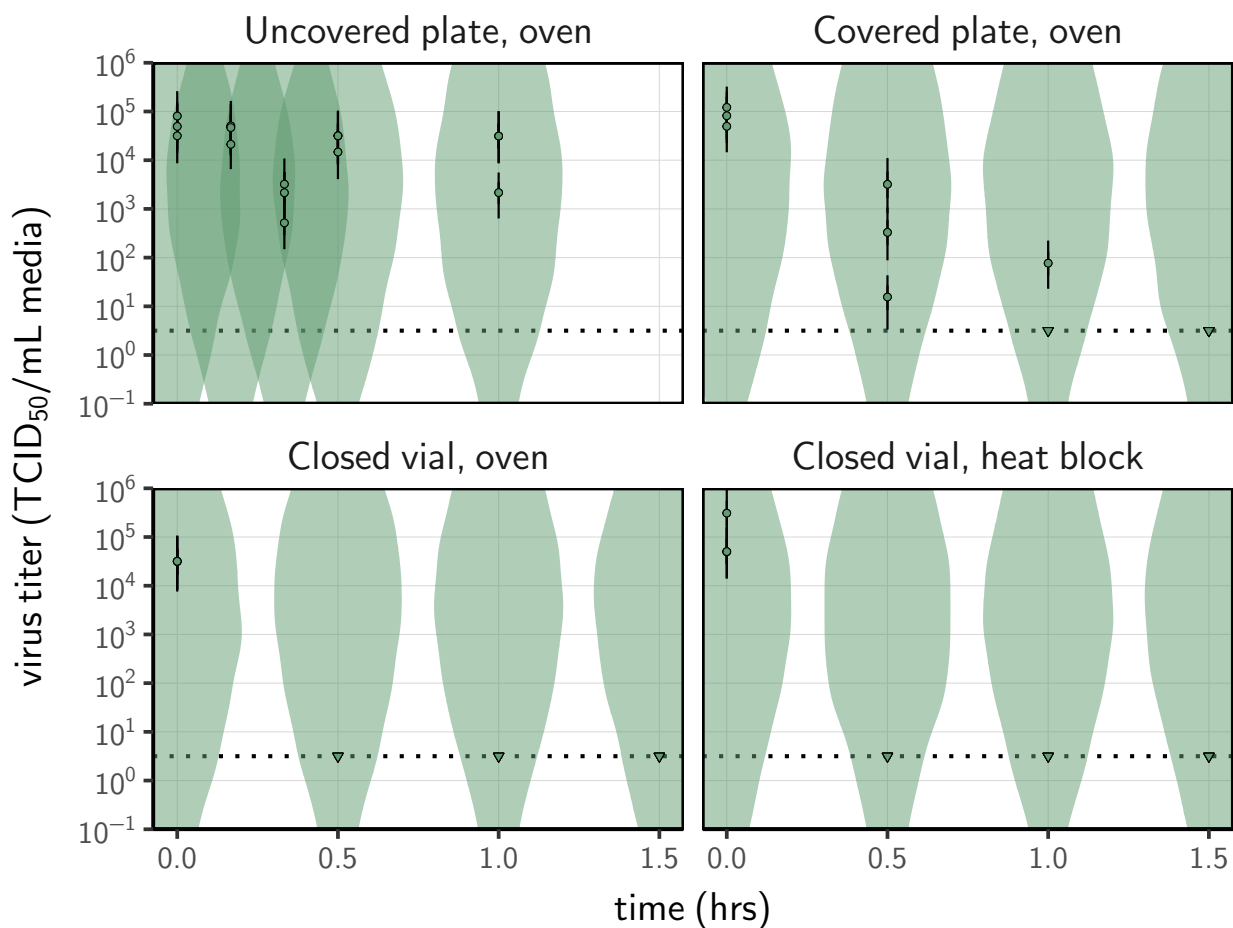 Uncovered plate, oven
Covered plate, oven
10⁶
10⁵
10⁴
10³
10²
10¹
10⁰
10⁻¹
Closed vial, oven
Closed vial, heat block
10⁶
10⁵
10⁴
10³
10²
10¹
10⁰
10⁻¹
virus titer (TCID₅₀/mL media)
0.0 0.5 1.0 1.5
0.0 0.5 1.0 1.5
time (hrs)